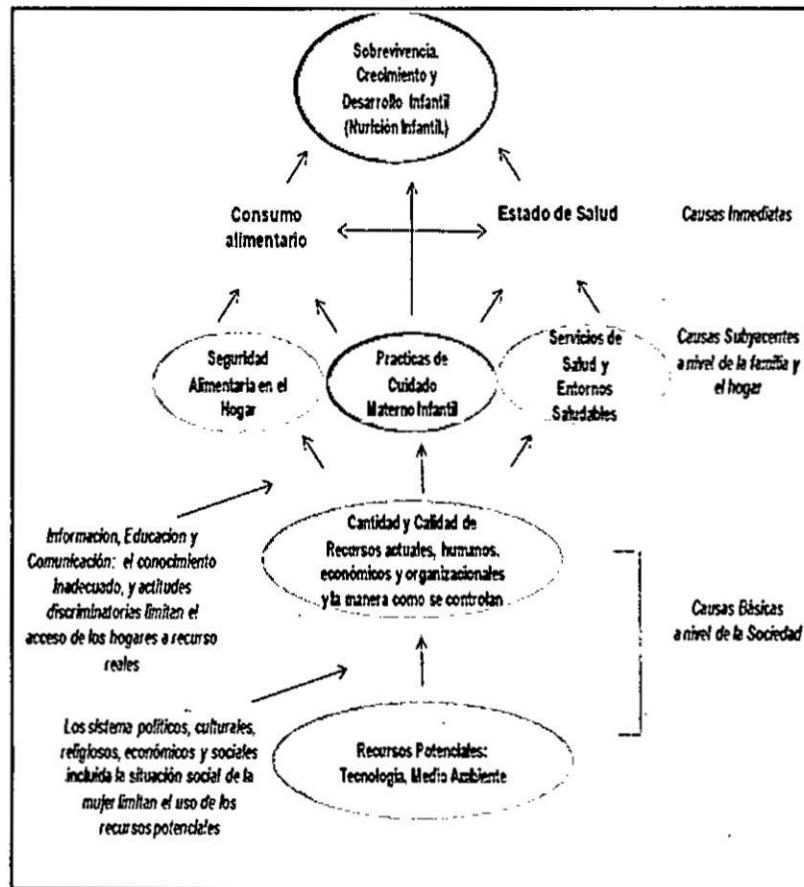 Sobrevivencia.
Crecimiento y
Desarrollo Infantil
(Nurición Infantil.)
Consumo
alimentario
Estado de Salud
Causas Inmediatas
Seguridad
Alimentaria en el
Hogar
Practicas de
Cuidado
Materno Infantil
Servicios de
Salud y
Entornos
Saludables
Causas Subyacentes
a nivel de la familia y
el hogar
Informacion, Educacion y
Comunicación: el conocimiento
inadecuado, y actitudes
discriminatorias limitan el
acceso de los hogares a recurso
reales
Cantidad y Calidad de
Recursos actuales, humanos.
económicos y organizacionales
y la manera como se controlan
Causas Básicas
a nivel de la Sociedad
Los sistema políticos, culturales,
religiosos, económicos y sociales
incluida la situación social de la
mujer limitan el uso de los
recursos potenciales
Recursos Potenciales:
Tecnología, Medio Ambiente